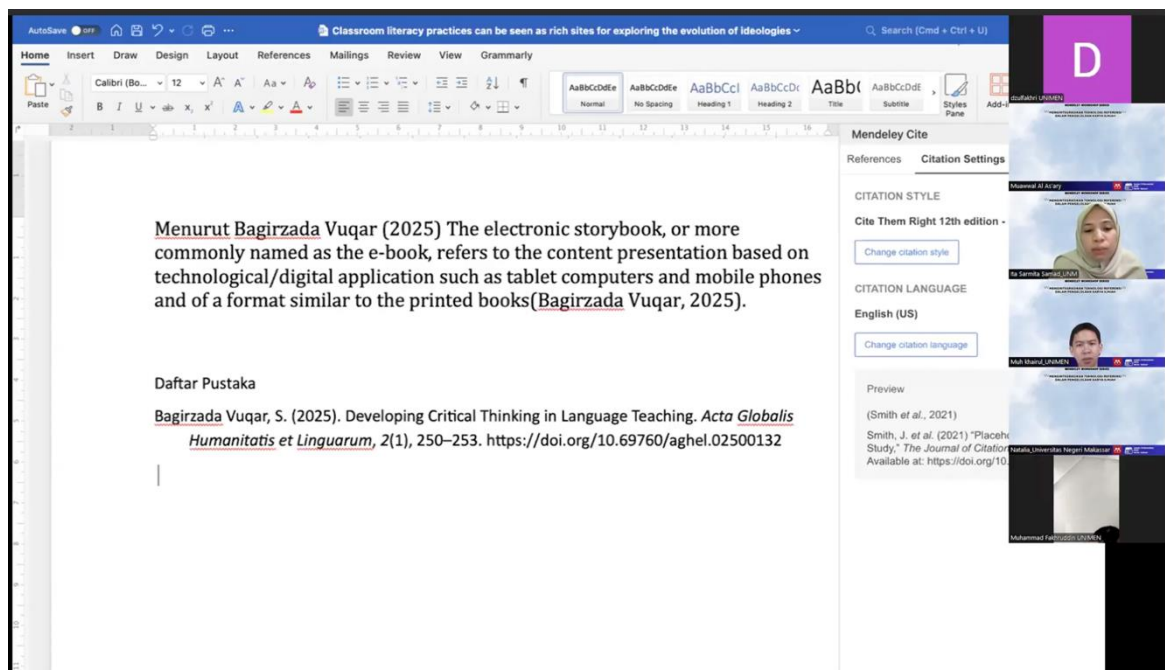 AutoSave OFF
Classroom literacy practices can be seen as rich sites for exploring the evolution of ideologies
Search (Cmd + Ctrl + U)
Home Insert Draw Design Layout References Mailings Review View Grammarly
Paste
Calibri (Bo... 12
AaBbCcDdEe AaBbCcDdEe AaBbCcI AaBbCcDc AaBb( AaBbCcDdE
Normal No Spacing Heading 1 Heading 2 Title Subtitle
Styles Pane
Add-i
Menurut Bagirzada Vuqar (2025) The electronic storybook, or more
commonly named as the e-book, refers to the content presentation based on
technological/digital application such as tablet computers and mobile phones
and of a format similar to the printed books(Bagirzada Vuqar, 2025).
Daftar Pustaka
Bagirzada Vuqar, S. (2025). Developing Critical Thinking in Language Teaching. Acta Globalis
Humanitatis et Linguarum, 2(1), 250–253. https://doi.org/10.69760/aghel.02500132
Mendeley Cite
References Citation Settings
CITATION STYLE
Cite Them Right 12th edition -
Change citation style
CITATION LANGUAGE
English (US)
Change citation language
Preview
(Smith et al., 2021)
Smith, J. et al. (2021) "Placeho
Study," The Journal of Citation
Available at: https://doi.org/10.
D
dzulfakhri UNIMEN
Muawwal Al As'ary
Ita Sarmita Samad_UNM
Muh khairul_UNIMEN
Natalia_Universitas Negeri Makassar
Muhammad Fakhruddin UNIMEN